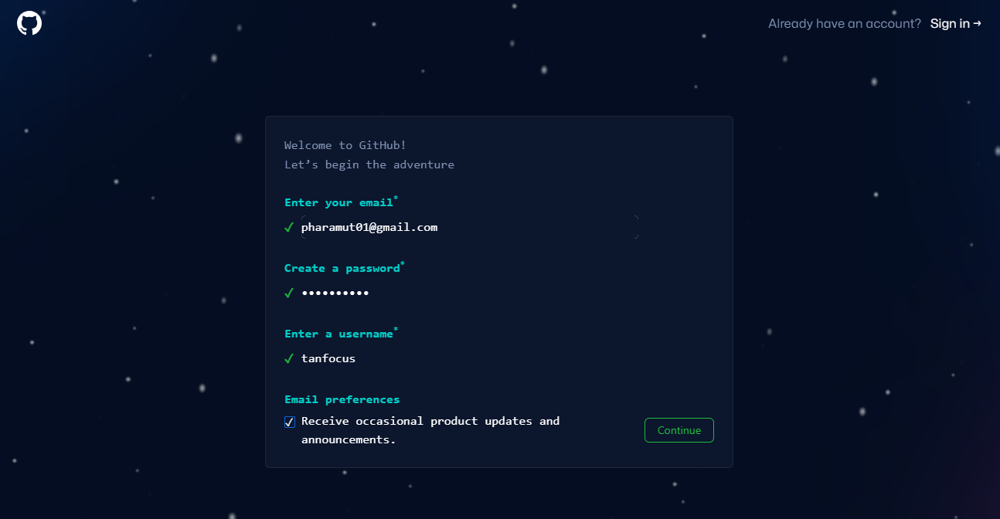 Already have an account? Sign in →
Welcome to GitHub!
Let’s begin the adventure
Enter your email*
✓ pharamut01@gmail.com
Create a password*
✓ ••••••••••
Enter a username*
✓ tanfocus
Email preferences
Receive occasional product updates and
announcements.
Continue